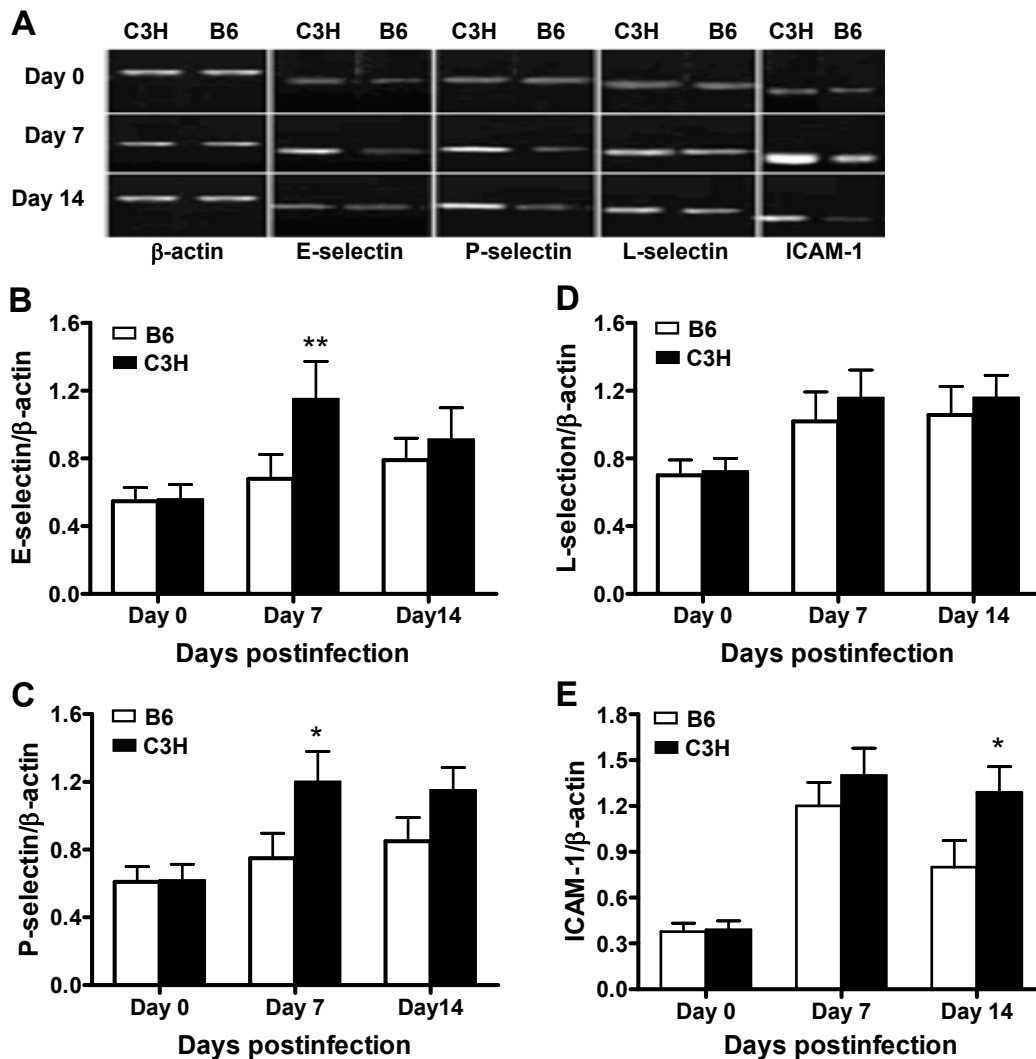 A
C3H B6 C3H B6 C3H B6 C3H B6 C3H B6
Day 0
Day 7
Day 14
β-actin E-selectin P-selectin L-selectin ICAM-1
B
E-selectin/β-actin
1.6
1.2
0.8
0.4
0.0
B6
C3H
**
Day 0 Day 7 Day14
Days postinfection
C
P-selectin/β-actin
1.6
1.2
0.8
0.4
0.0
B6
C3H
*
Day 0 Day 7 Day 14
Days postinfection
D
L-selection/β-actin
1.6
1.2
0.8
0.4
0.0
B6
C3H
Day 0 Day 7 Day 14
Days postinfection
E
ICAM-1/β-actin
1.8
1.5
1.2
0.9
0.6
0.3
0.0
B6
C3H
*
Day 0 Day 7 Day 14
Days postinfection